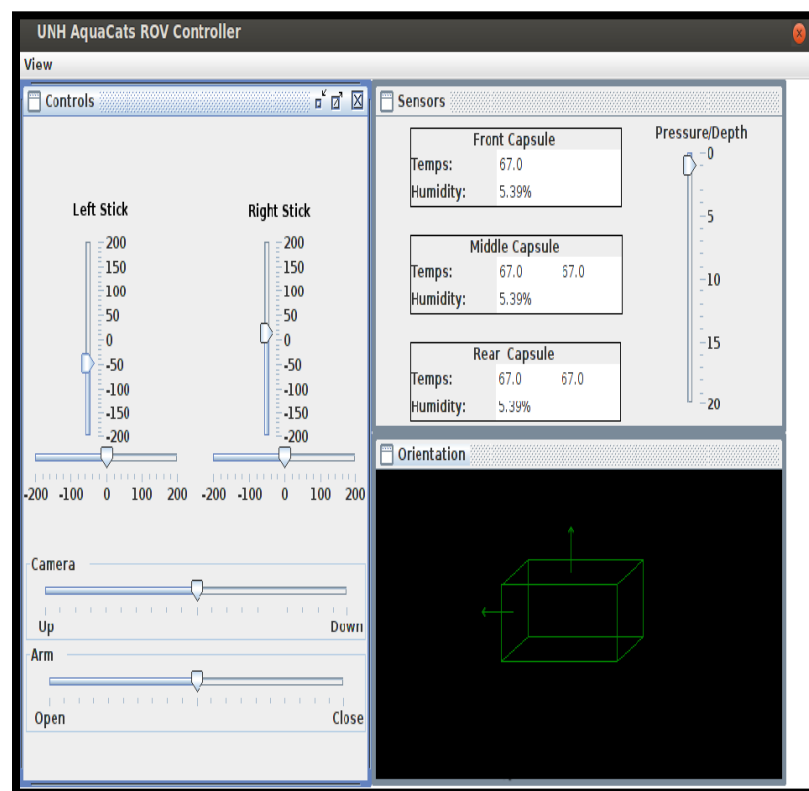 UNH AquaCats ROV Controller
View
Controls
Left Stick
Right Stick
200
150
100
50
0
-50
-100
-150
-200
200
150
100
50
0
-50
-100
-150
-200
-200 -100 0 100 200
-200 -100 0 100 200
Camera
Up Down
Arm
Open Close
Sensors
Front Capsule
Temps: 67.0
Humidity: 5.39%
Middle Capsule
Temps: 67.0 67.0
Humidity: 5.39%
Rear Capsule
Temps: 67.0 67.0
Humidity: 5.39%
Pressure/Depth
0
5
10
15
20
Orientation